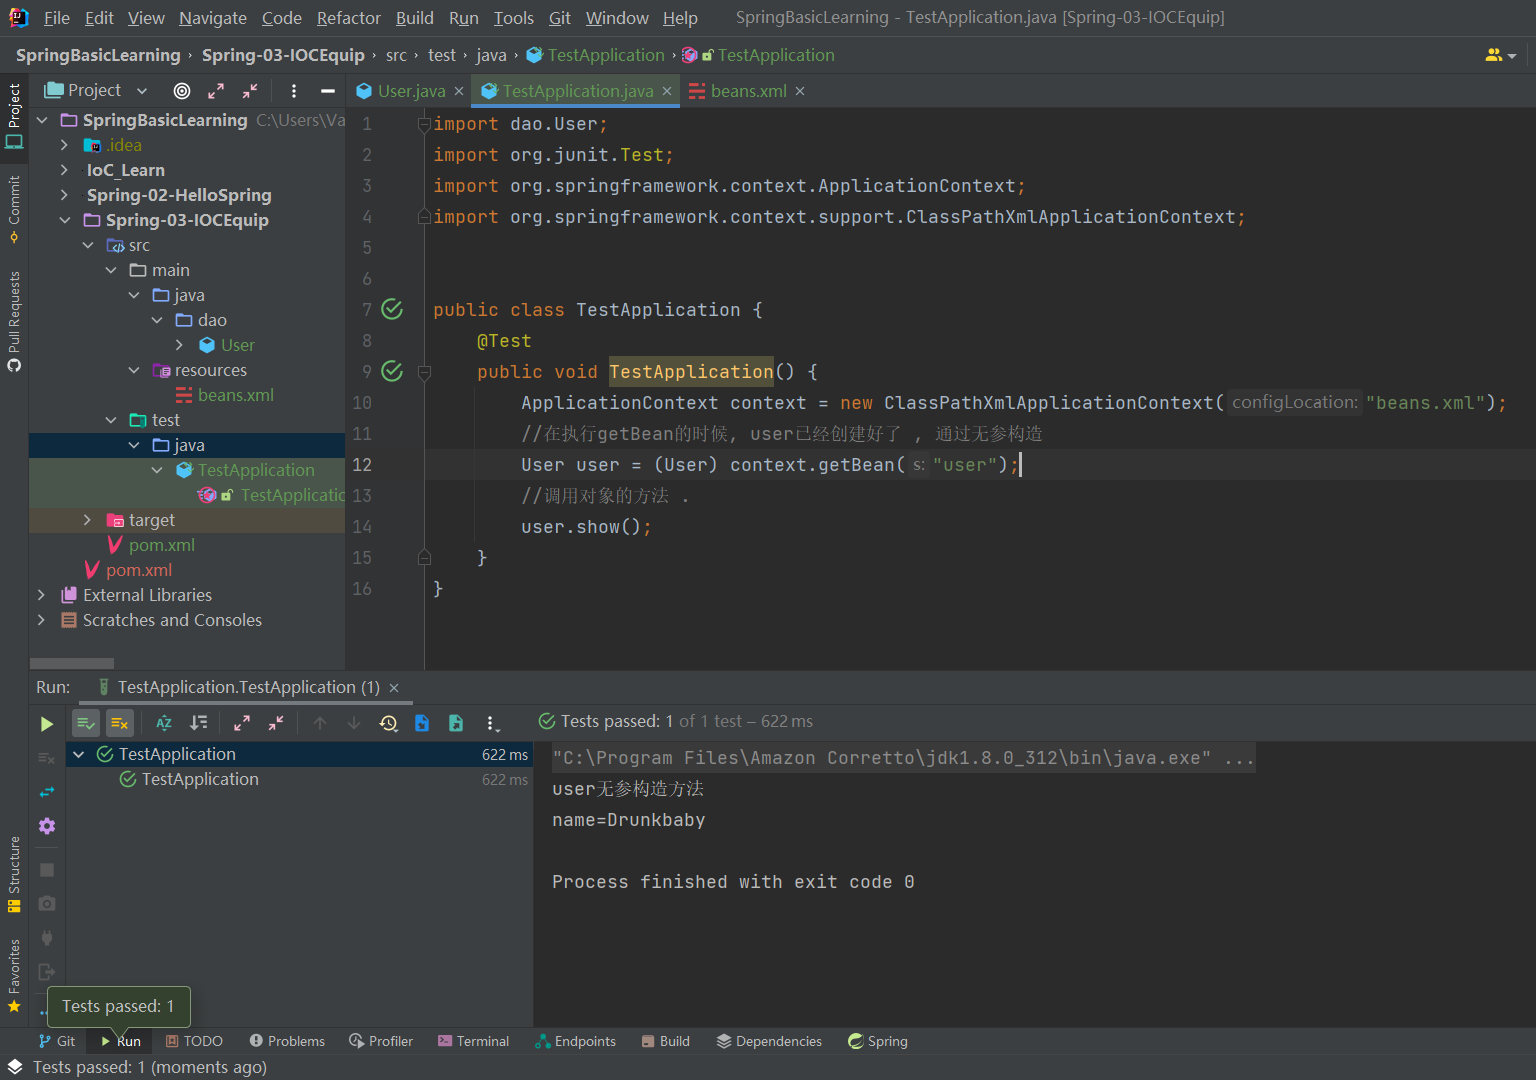 File Edit View Navigate Code Refactor Build Run Tools Git Window Help SpringBasicLearning - TestApplication.java [Spring-03-IOCEquip]
SpringBasicLearning › Spring-03-IOCEquip › src › test › java › TestApplication › TestApplication
Project
Commit
Pull Requests
Structure
Favorites
Project
SpringBasicLearning C:\Users\Va
.idea
IoC_Learn
Spring-02-HelloSpring
Spring-03-IOCEquip
src
main
java
dao
User
resources
beans.xml
test
java
TestApplication
TestApplicatic
target
pom.xml
pom.xml
External Libraries
Scratches and Consoles
User.java × TestApplication.java × beans.xml ×
1 import dao.User;
2 import org.junit.Test;
3 import org.springframework.context.ApplicationContext;
4 import org.springframework.context.support.ClassPathXmlApplicationContext;
5
6
7 public class TestApplication {
8 @Test
9 public void TestApplication() {
10 ApplicationContext context = new ClassPathXmlApplicationContext( configLocation: "beans.xml");
11 //在执行getBean的时候, user已经创建好了 , 通过无参构造
12 User user = (User) context.getBean( s: "user");
13 //调用对象的方法 .
14 user.show();
15 }
16 }
Run: TestApplication.TestApplication (1) ×
Tests passed: 1 of 1 test – 622 ms
TestApplication 622 ms
TestApplication 622 ms
"C:\Program Files\Amazon Corretto\jdk1.8.0_312\bin\java.exe" ...
user无参构造方法
name=Drunkbaby
Process finished with exit code 0
Tests passed: 1
Git Run TODO Problems Profiler Terminal Endpoints Build Dependencies Spring
Tests passed: 1 (moments ago)